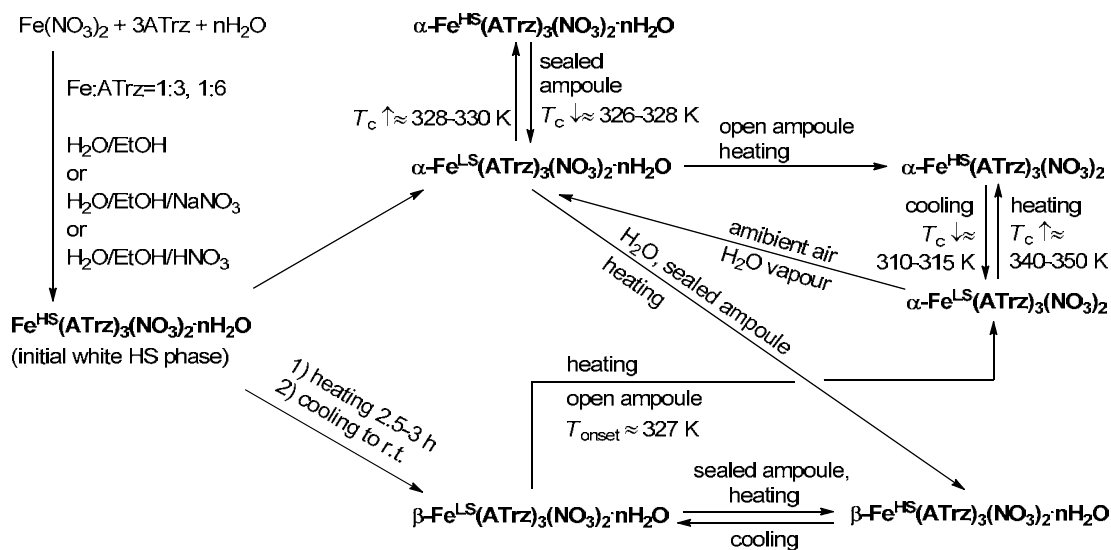 Fe(NO₃)₂ + 3ATrz + nH₂O
Fe:ATrz=1:3, 1:6
H₂O/EtOH
or
H₂O/EtOH/NaNO₃
or
H₂O/EtOH/HNO₃
Feᴴˢ(ATrz)₃(NO₃)₂·nH₂O
(initial white HS phase)
α-Feᴴˢ(ATrz)₃(NO₃)₂·nH₂O
sealed
ampoule
T꜀ ↑≈ 328-330 K
T꜀ ↓≈ 326-328 K
α-Feᴸˢ(ATrz)₃(NO₃)₂·nH₂O
open ampoule
heating
α-Feᴴˢ(ATrz)₃(NO₃)₂
cooling
T꜀ ↓≈
310-315 K
heating
T꜀ ↑≈
340-350 K
α-Feᴸˢ(ATrz)₃(NO₃)₂
amibient air
H₂O vapour
H₂O, sealed ampoule
heating
1) heating 2.5-3 h
2) cooling to r.t.
heating
open ampoule
Tonset ≈ 327 K
β-Feᴸˢ(ATrz)₃(NO₃)₂·nH₂O
sealed ampoule,
heating
cooling
β-Feᴴˢ(ATrz)₃(NO₃)₂·nH₂O